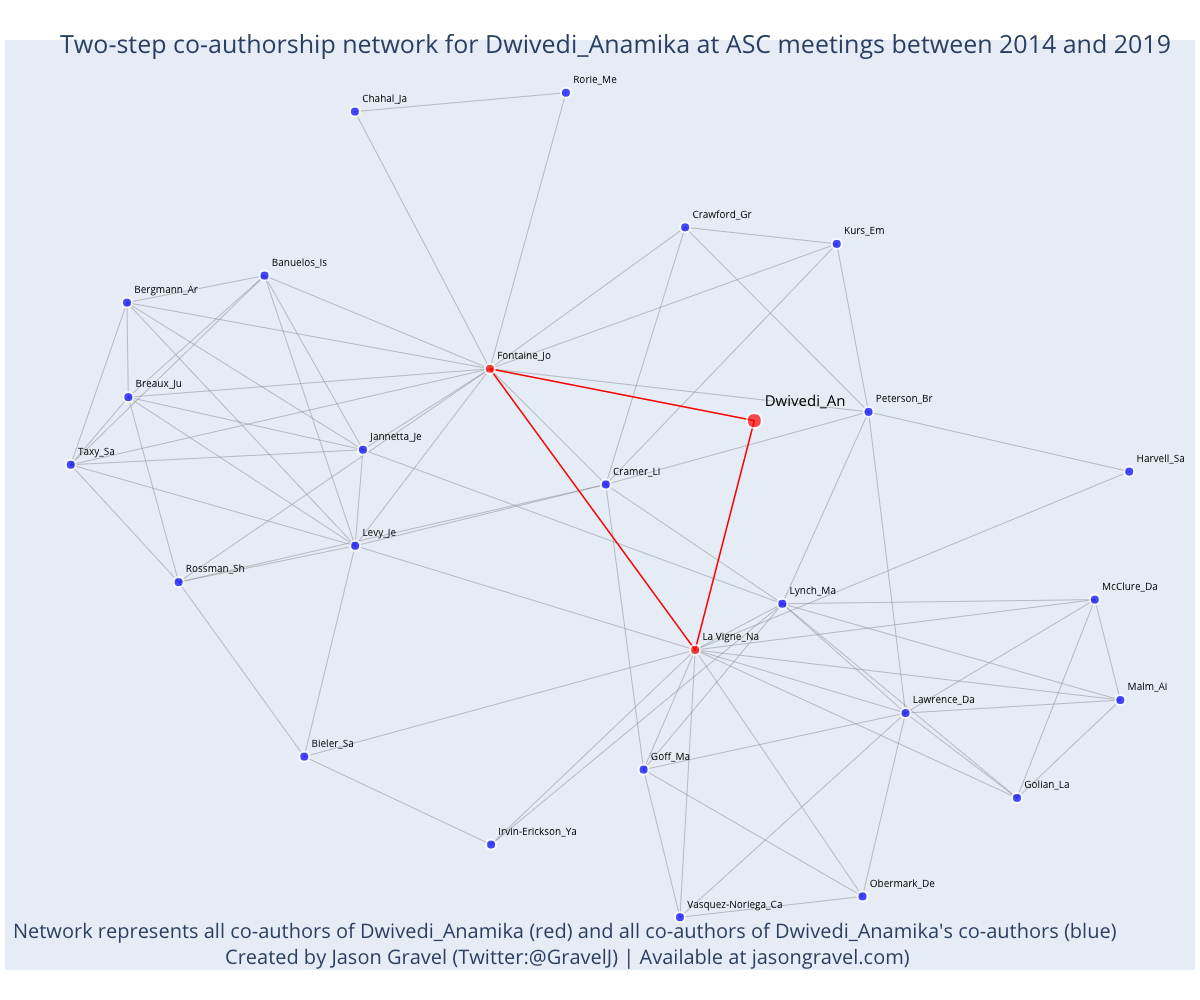 Two-step co-authorship network for Dwivedi_Anamika at ASC meetings between 2014 and 2019
Rorie_Me
Chahal_Ja
Crawford_Gr
Kurs_Em
Banuelos_Is
Bergmann_Ar
Fontaine_Jo
Breaux_Ju
Dwivedi_An
Peterson_Br
Jannetta_Je
Taxy_Sa
Harvell_Sa
Cramer_Li
Levy_Je
Rossman_Sh
McClure_Da
Lynch_Ma
La Vigne_Na
Malm_Ai
Lawrence_Da
Bieler_Sa
Goff_Ma
Golian_La
Irvin-Erickson_Ya
Obermark_De
Vasquez-Noriega_Ca
Network represents all co-authors of Dwivedi_Anamika (red) and all co-authors of Dwivedi_Anamika's co-authors (blue)
Created by Jason Gravel (Twitter:@GravelJ) | Available at jasongravel.com)